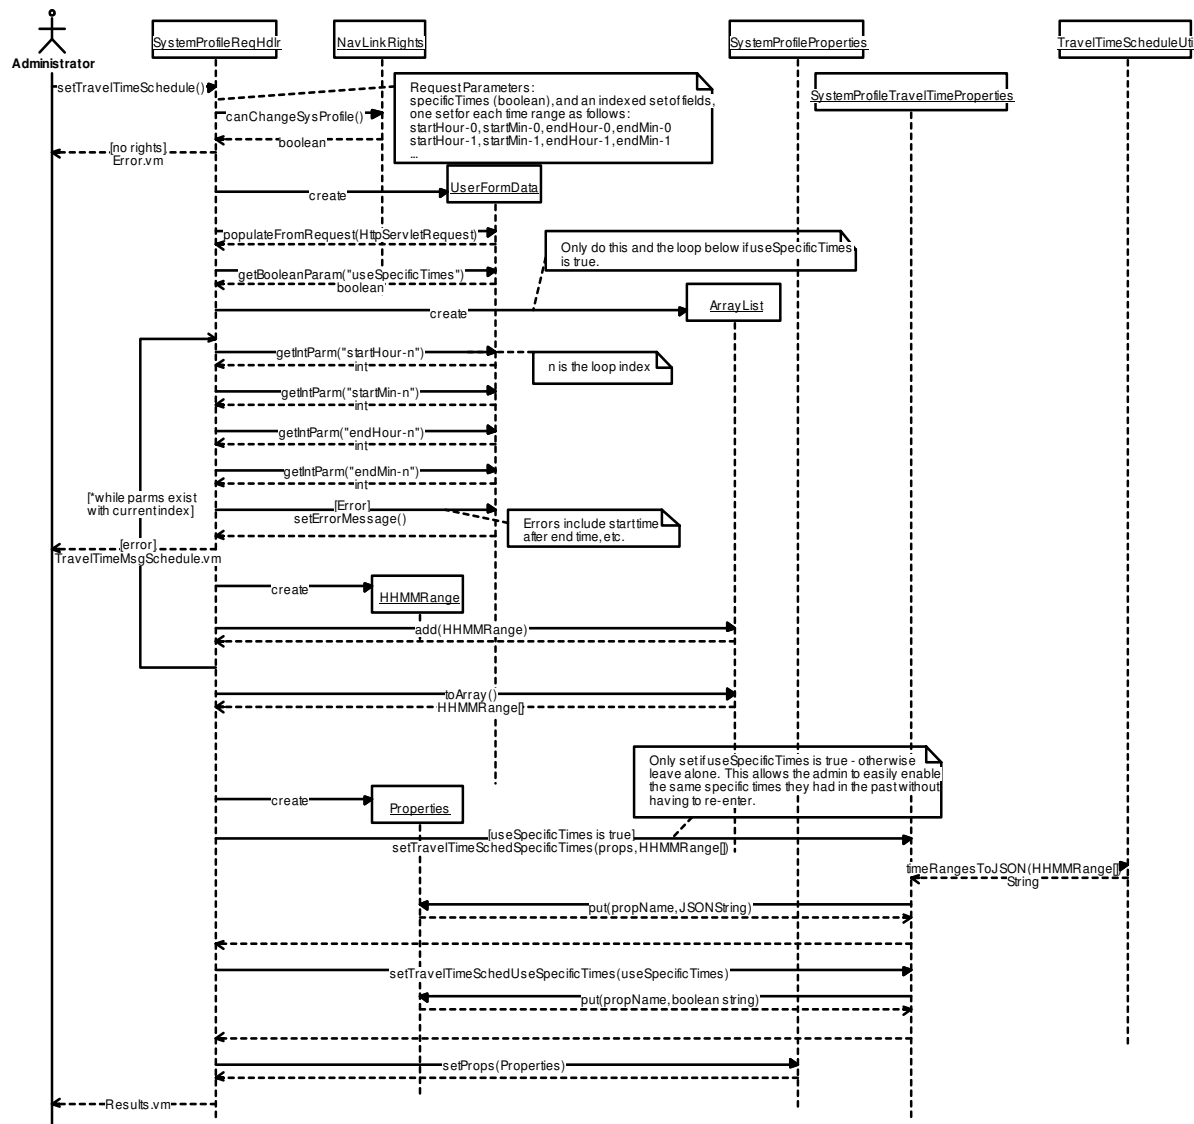 SystemProfileReqHdlr
NavLinkRights
SystemProfileProperties
TravelTimeScheduleUti
Administrator
SystemProfileTravelTimeProperties
setTravelTimeSchedule()
Request Parameters:
specificTimes (boolean), and an indexed set of fields,
one set for each time range as follows:
startHour-0, startMin-0, endHour-0, endMin-0
startHour-1, startMin-1, endHour-1, endMin-1
...
canChangeSysProfile()
boolean
[no rights]
Error.vm
create
UserFormData
populateFromRequest(HttpServletRequest)
Only do this and the loop below if useSpecificTimes
is true.
getBooleanParam("useSpecificTimes")
boolean
create
ArrayList
getIntParm("startHour-n")
int
n is the loop index
getIntParm("startMin-n")
int
getIntParm("endHour-n")
int
getIntParm("endMin-n")
int
[*while parms exist
with current index]
[Error]
setErrorMessage()
Errors include start time
after end time, etc.
[error]
TravelTimeMsgSchedule.vm
create
HHMMRange
add(HHMMRange)
toArray()
HHMMRange[]
Only set if useSpecificTimes is true - otherwise
leave alone. This allows the admin to easily enable
the same specific times they had in the past without
having to re-enter.
create
Properties
[useSpecificTimes is true]
setTravelTimeSchedSpecificTimes(props, HHMMRange[])
timeRangesToJSON(HHMMRange[]
String
put(propName, JSONString)
setTravelTimeSchedUseSpecificTimes(useSpecificTimes)
put(propName, boolean string)
setProps(Properties)
Results.vm